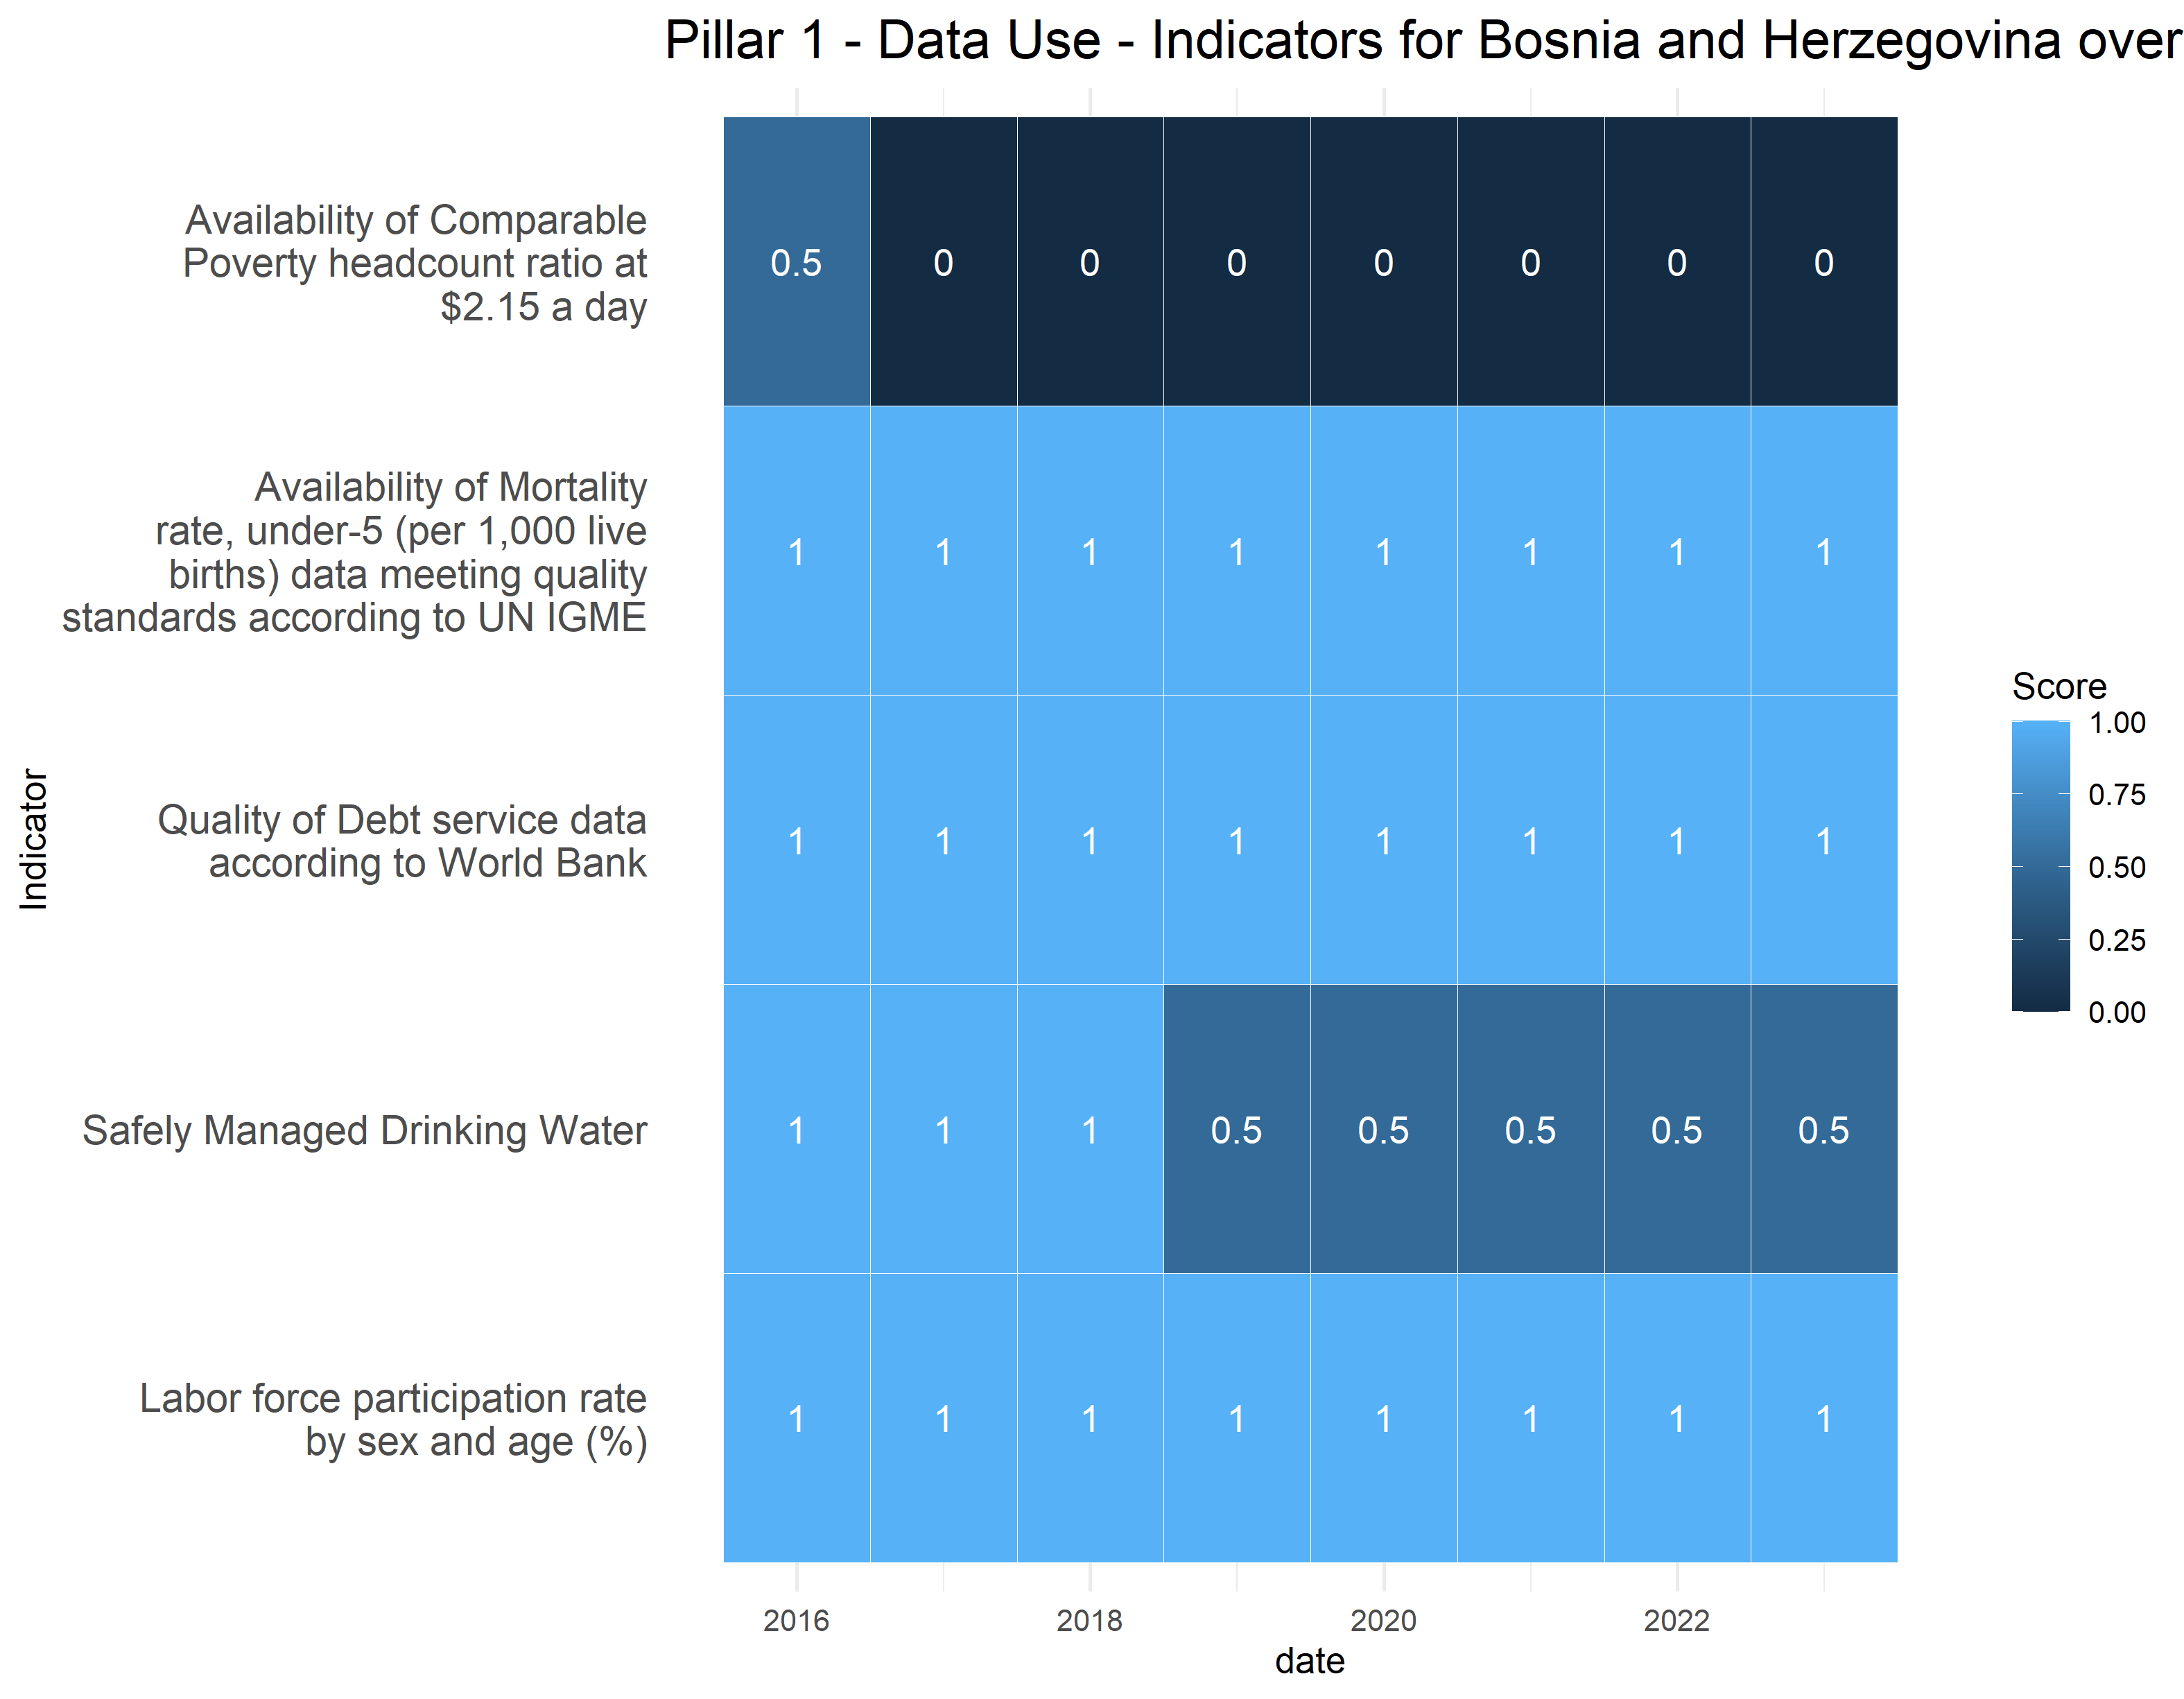 Pillar 1 - Data Use - Indicators for Bosnia and Herzegovina over
Availability of Comparable
Poverty headcount ratio at
$2.15 a day
0.5 0 0 0 0 0 0 0
Availability of Mortality
rate, under-5 (per 1,000 live
births) data meeting quality
standards according to UN IGME
1 1 1 1 1 1 1 1
Quality of Debt service data
according to World Bank
1 1 1 1 1 1 1 1
Safely Managed Drinking Water
1 1 1 0.5 0.5 0.5 0.5 0.5
Labor force participation rate
by sex and age (%)
1 1 1 1 1 1 1 1
Indicator
2016 2018 2020 2022
date
Score
1.00
0.75
0.50
0.25
0.00